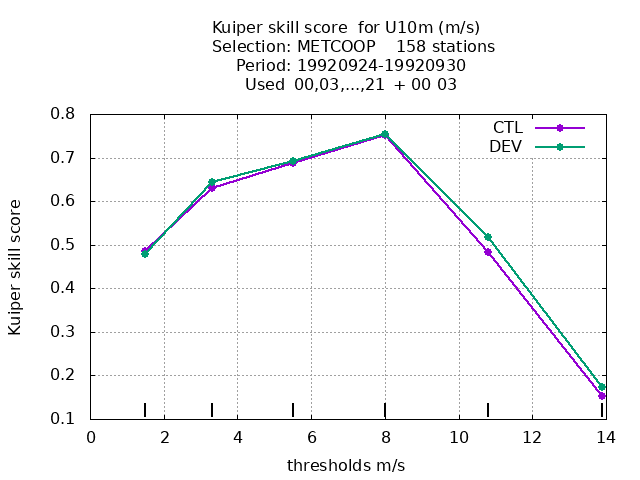 Kuiper skill score  for U10m (m/s)
Selection: METCOOP    158 stations
Period: 19920924-19920930
Used  00,03,...,21  + 00 03
CTL
DEV
0.8
0.7
0.6
0.5
0.4
0.3
0.2
0.1
Kuiper skill score
0 2 4 6 8 10 12 14
thresholds m/s